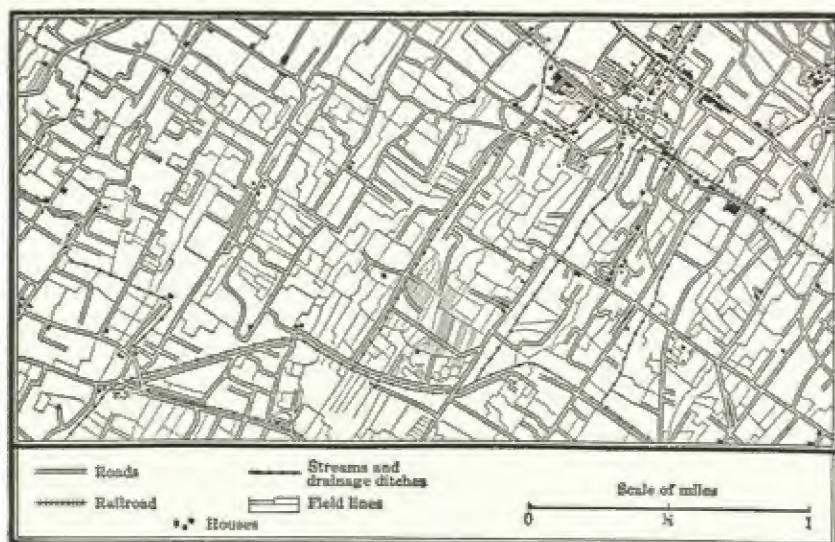 Roads
Streams and
drainage ditches
Railroad
Field lines
Houses
Scale of miles
0 ½ 1